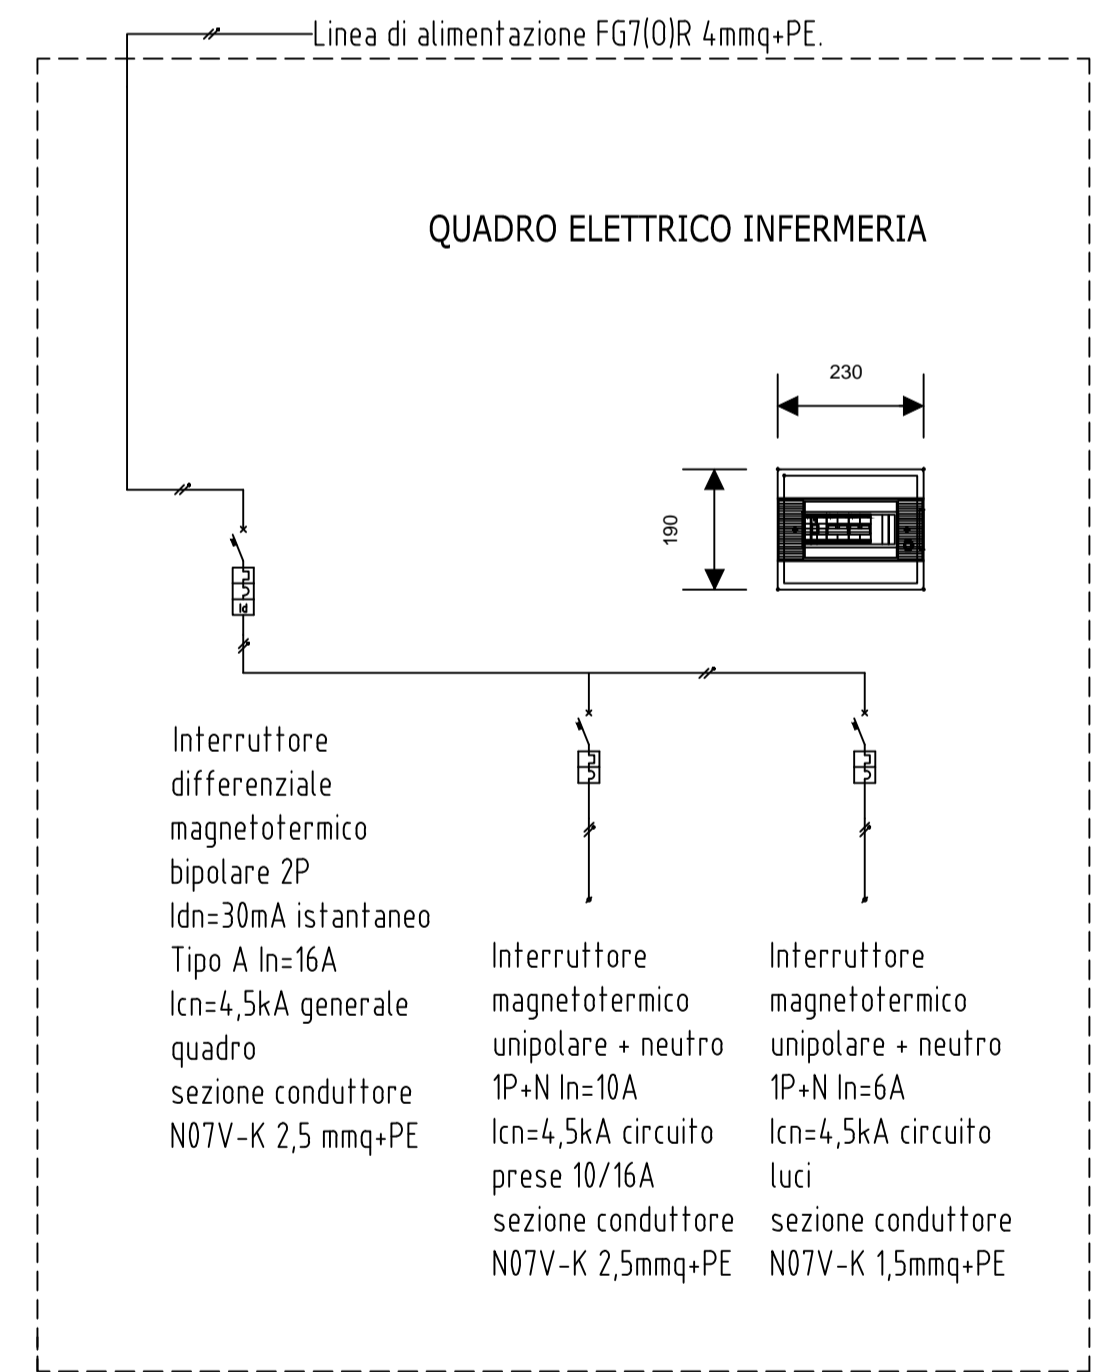 Linea di alimentazione FG7(O)R 4mmq+PE.
QUADRO ELETTRICO INFERMERIA
230
190
Id
Interruttore
differenziale
magnetotermico
bipolare 2P
Idn=30mA istantaneo
Tipo A In=16A
Icn=4,5kA generale
quadro
sezione conduttore
N07V-K 2,5 mmq+PE
Interruttore
magnetotermico
unipolare + neutro
1P+N In=10A
Icn=4,5kA circuito
prese 10/16A
sezione conduttore
N07V-K 2,5mmq+PE
Interruttore
magnetotermico
unipolare + neutro
1P+N In=6A
Icn=4,5kA circuito
luci
sezione conduttore
N07V-K 1,5mmq+PE